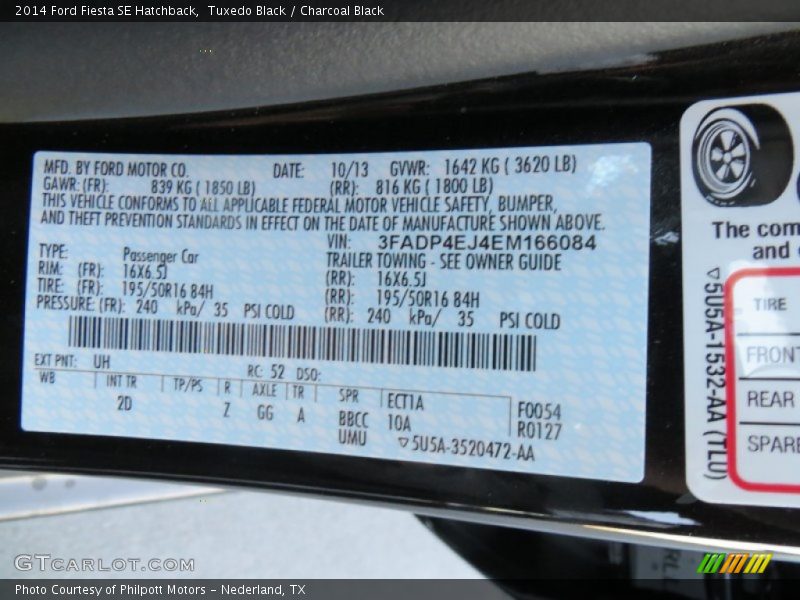 2014 Ford Fiesta SE Hatchback,  Tuxedo Black / Charcoal Black
MFD. BY FORD MOTOR CO. DATE: 10/13 GVWR: 1642 KG ( 3620 LB)
GAWR: (FR): 839 KG ( 1850 LB) (RR): 816 KG ( 1800 LB)
THIS VEHICLE CONFORMS TO ALL APPLICABLE FEDERAL MOTOR VEHICLE SAFETY, BUMPER,
AND THEFT PREVENTION STANDARDS IN EFFECT ON THE DATE OF MANUFACTURE SHOWN ABOVE.
VIN: 3FADP4EJ4EM166084
TYPE: Passenger Car TRAILER TOWING - SEE OWNER GUIDE
RIM: (FR): 16X6.5J (RR): 16X6.5J
TIRE: (FR): 195/50R16 84H (RR): 195/50R16 84H
PRESSURE: (FR): 240 kPa/ 35 PSI COLD (RR): 240 kPa/ 35 PSI COLD
EXT PNT: UH RC: 52 DSO:
WB INT TR TP/PS R AXLE TR SPR ECT1A F0054
2D Z GG A BBCC 10A R0127
UMU ▽5U5A-3520472-AA
The com
and
▽5U5A-1532-AA (TLU)
TIRE
FRONT
REAR
SPARE
GTCARLOT.COM
Photo Courtesy of Philpott Motors – Nederland, TX